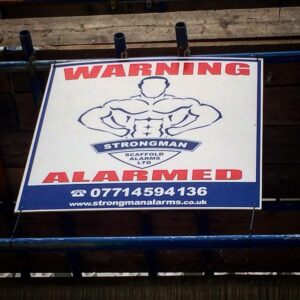 WARNING
STRONGMAN
SCAFFOLD
ALARMS
LTD
ALARMED
☎ 07714594136
www.strongmanalarms.co.uk